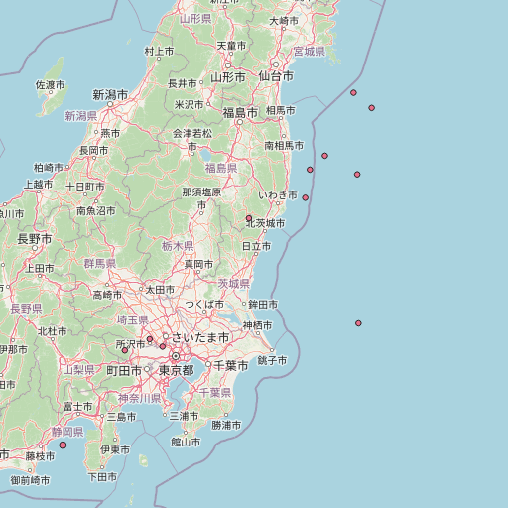 山形県
新庄市
大崎市
村上市
天童市
宮城県
山形市
仙台市
佐渡市
長井市
新潟市
米沢市
福島市
相馬市
新潟県
燕市
会津若松市
南相馬市
長岡市
柏崎市
福島県
上越市
十日町市
那須塩原市
いわき市
魚川市
南魚沼市
北茨城市
長野市
栃木県
日立市
上田市
群馬県
真岡市
高崎市
太田市
茨城県
長野県
つくば市
鉾田市
埼玉県
神栖市
北杜市
所沢市
さいたま市
伊那市
銚子市
山梨県
町田市
東京都
千葉市
神奈川県
千葉県
富士市
三島市
三浦市
勝浦市
静岡県
館山市
伊東市
藤枝市
下田市
御前崎市